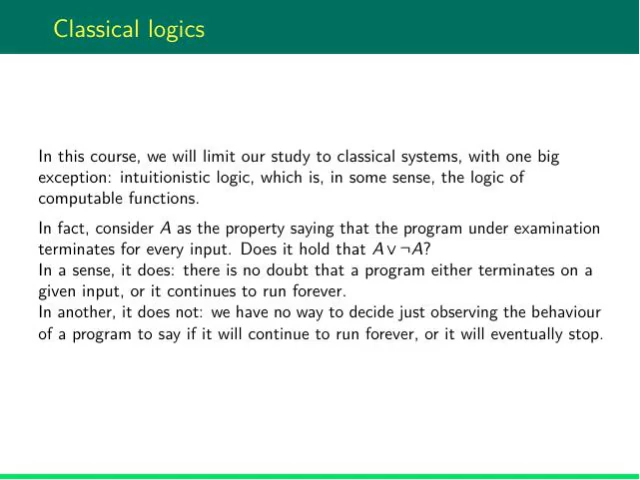 Classical logics
In this course, we will limit our study to classical systems, with one big
exception: intuitionistic logic, which is, in some sense, the logic of
computable functions.
In fact, consider A as the property saying that the program under examination
terminates for every input. Does it hold that A ∨ ¬A?
In a sense, it does: there is no doubt that a program either terminates on a
given input, or it continues to run forever.
In another, it does not: we have no way to decide just observing the behaviour
of a program to say if it will continue to run forever, or it will eventually stop.